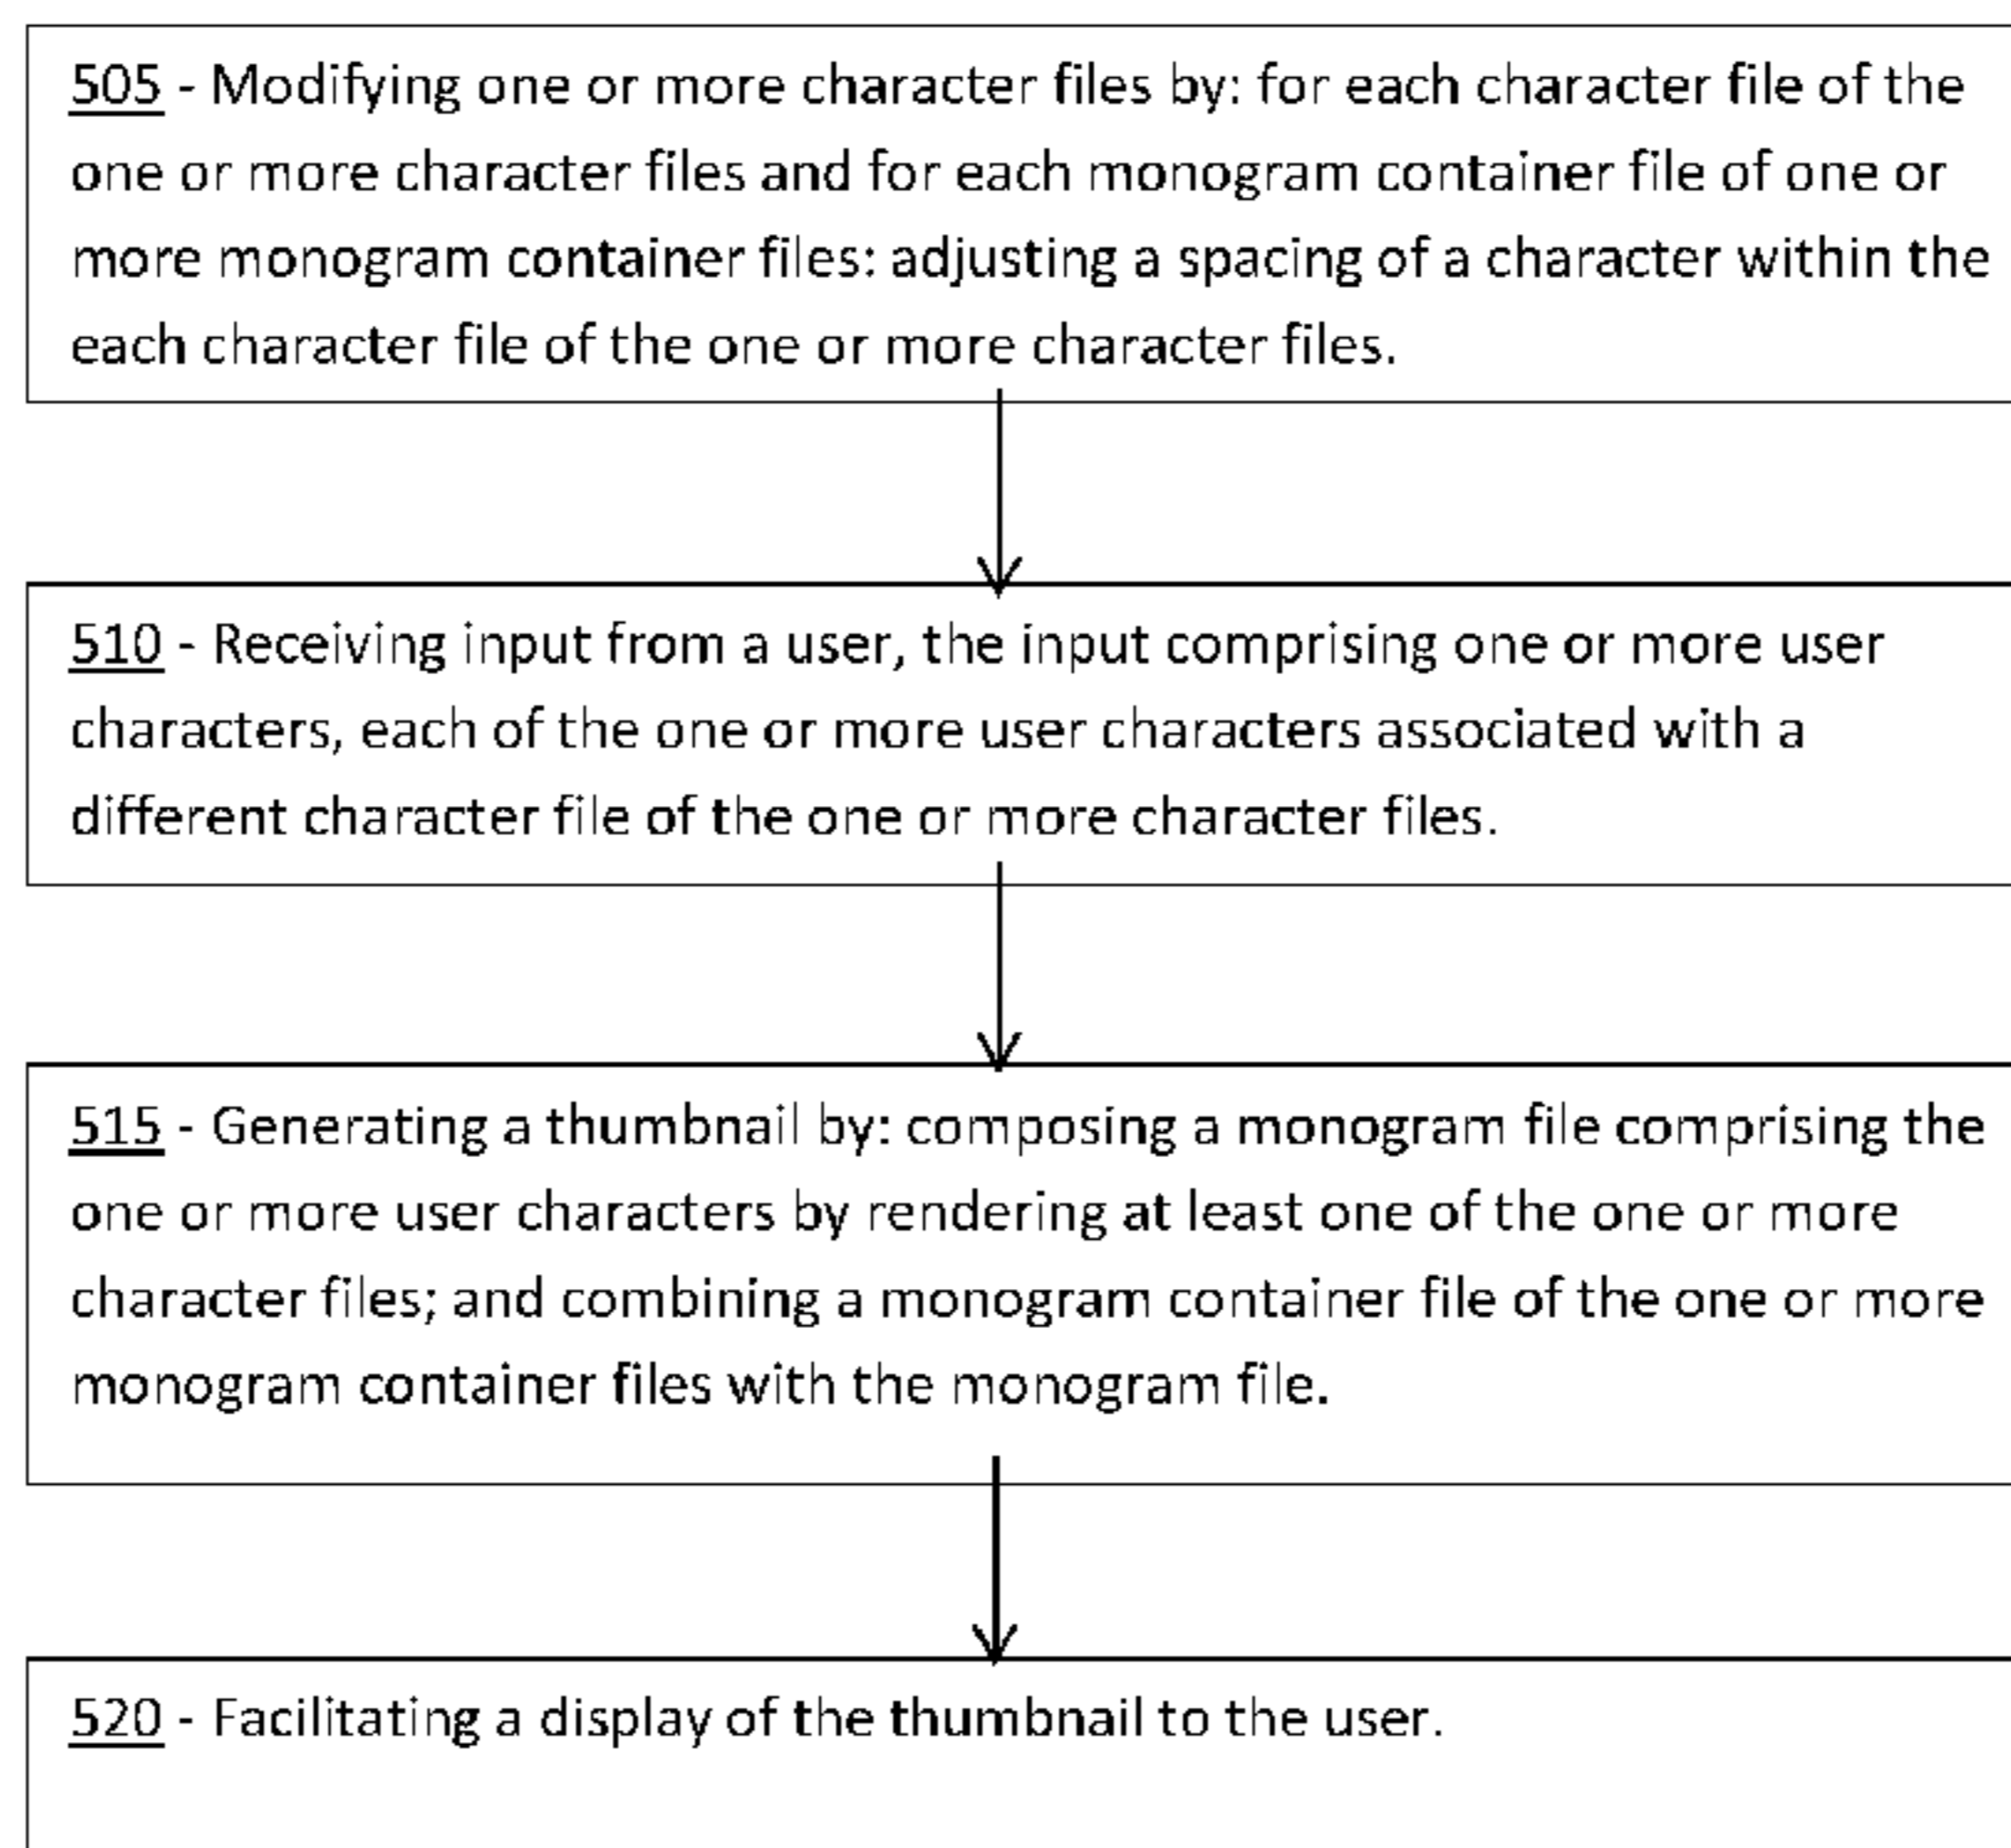 505 - Modifying one or more character files by: for each character file of the
one or more character files and for each monogram container file of one or
more monogram container files: adjusting a spacing of a character within the
each character file of the one or more character files.
510 - Receiving input from a user, the input comprising one or more user
characters, each of the one or more user characters associated with a
different character file of the one or more character files.
515 - Generating a thumbnail by: composing a monogram file comprising the
one or more user characters by rendering at least one of the one or more
character files; and combining a monogram container file of the one or more
monogram container files with the monogram file.
520 - Facilitating a display of the thumbnail to the user.